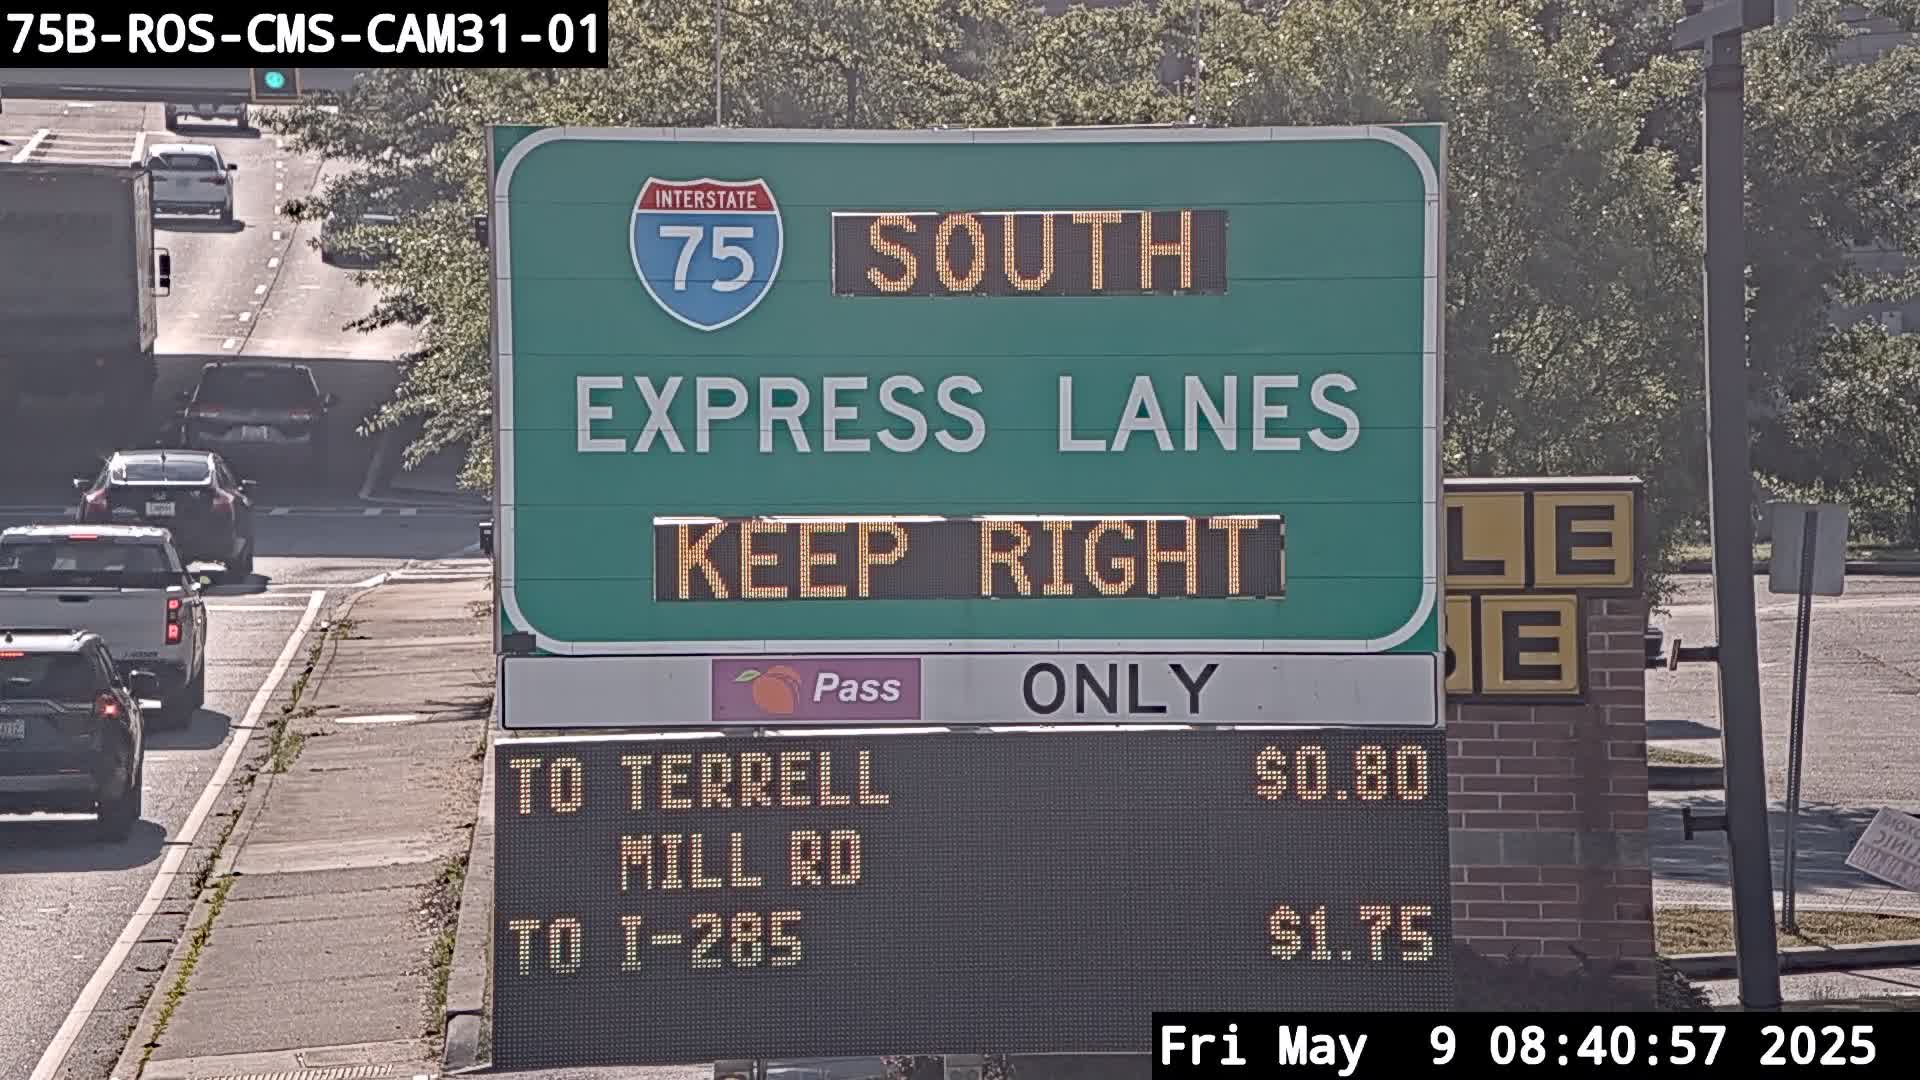 75B-ROS-CMS-CAM31-01
INTERSTATE
75
SOUTH
EXPRESS LANES
KEEP RIGHT
LE
E
Pass ONLY
TO TERRELL $0.80
MILL RD
TO I-285 $1.75
Fri May 9 08:40:57 2025